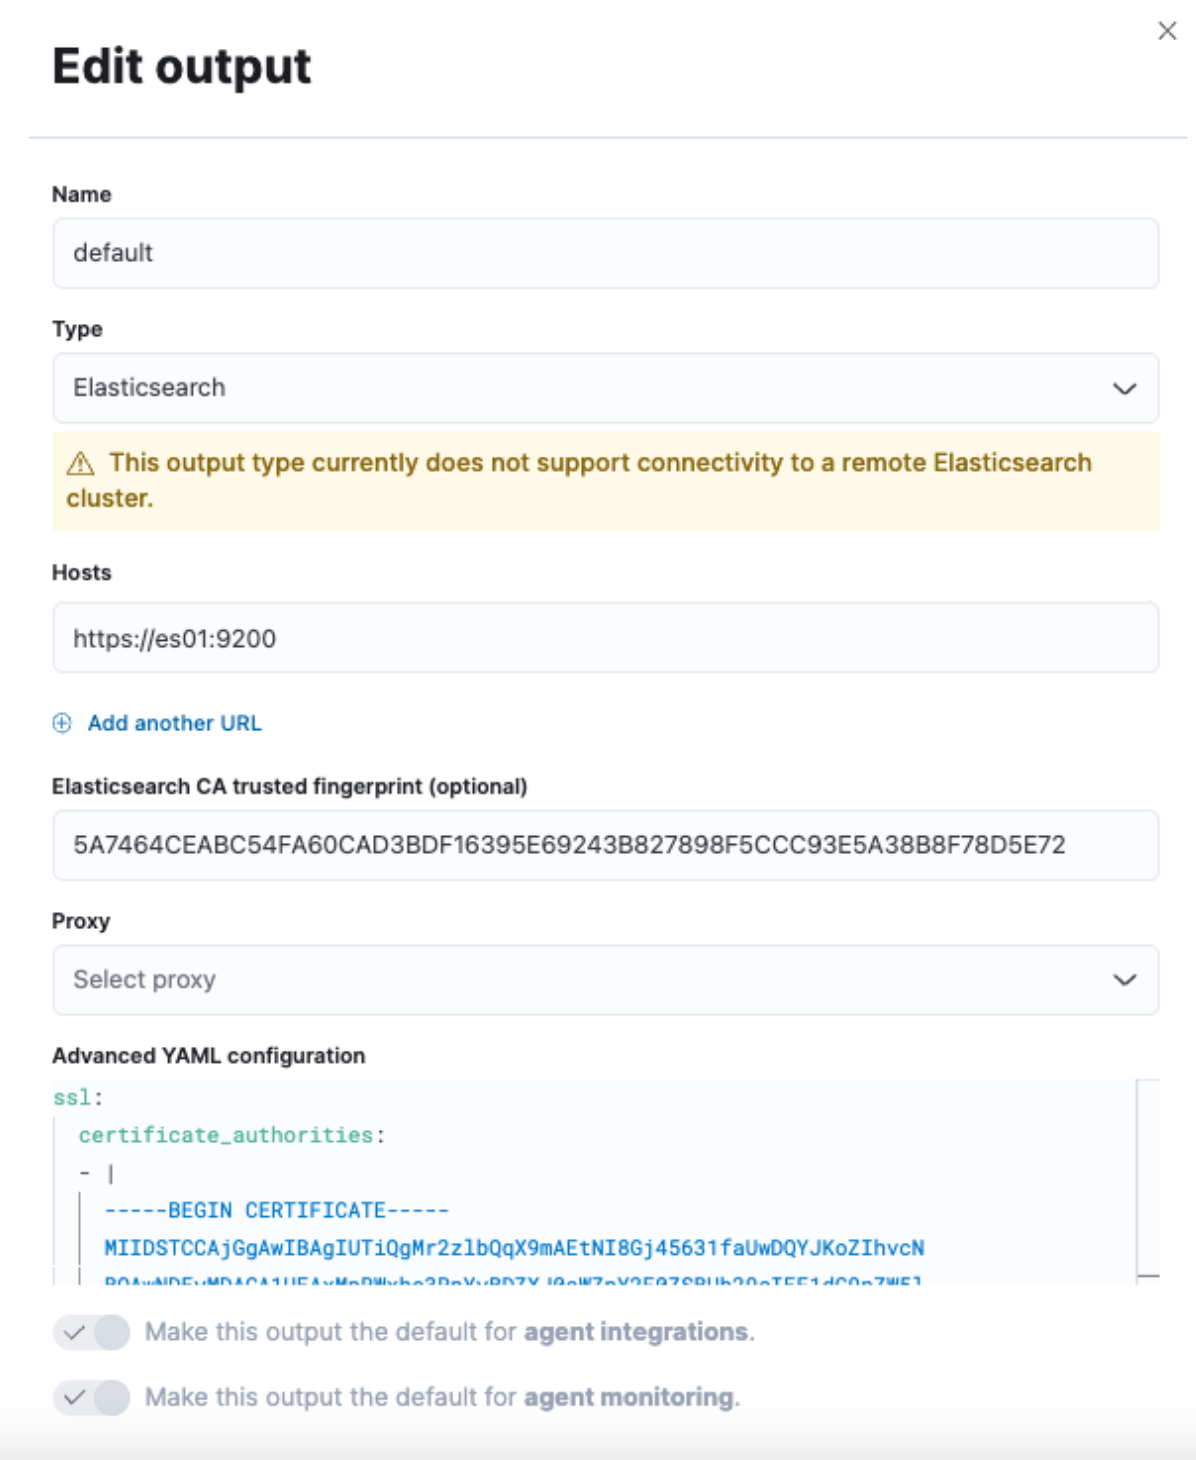 Edit output
Name
default
Type
Elasticsearch
This output type currently does not support connectivity to a remote Elasticsearch
cluster.
Hosts
https://es01:9200
Add another URL
Elasticsearch CA trusted fingerprint (optional)
5A7464CEABC54FA60CAD3BDF16395E69243B827898F5CCC93E5A38B8F78D5E72
Proxy
Select proxy
Advanced YAML configuration
ssl:
certificate_authorities:
- |
-----BEGIN CERTIFICATE-----
MIIDSTCCAjGgAwIBAgIUTiQgMr2zlbQqX9mAEtNI8Gj45631faUwDQYJKoZIhvcN
Make this output the default for agent integrations.
Make this output the default for agent monitoring.